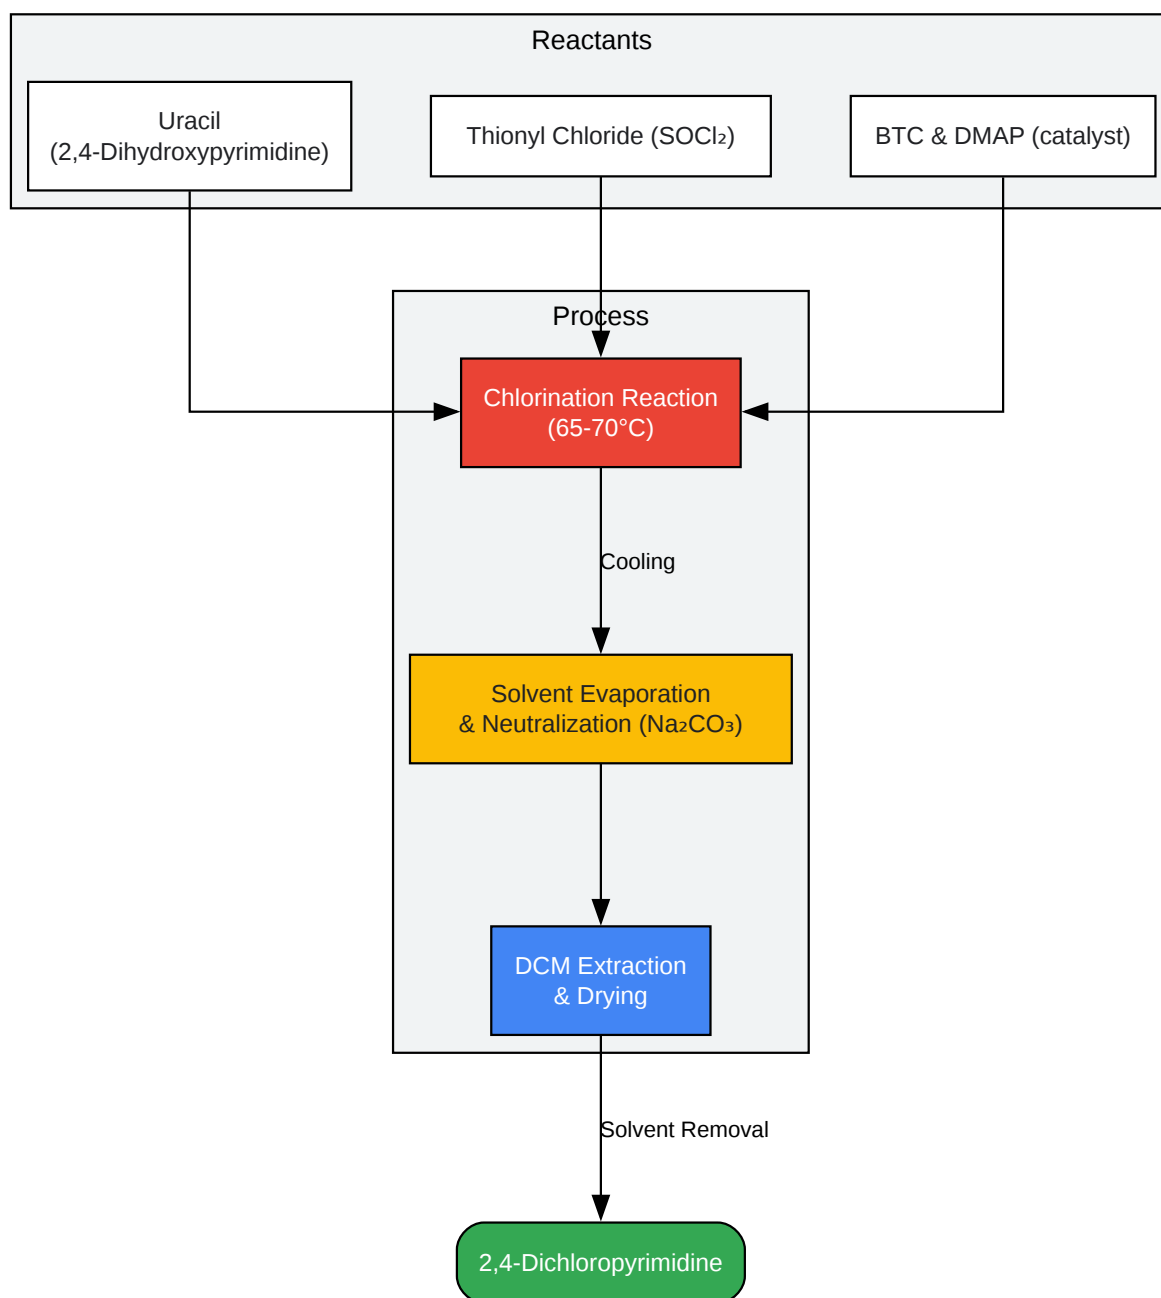 Reactants
Uracil
(2,4-Dihydroxypyrimidine)
Thionyl Chloride (SOCl₂)
BTC & DMAP (catalyst)
Process
Chlorination Reaction
(65-70°C)
Cooling
Solvent Evaporation
& Neutralization (Na₂CO₃)
DCM Extraction
& Drying
Solvent Removal
2,4-Dichloropyrimidine